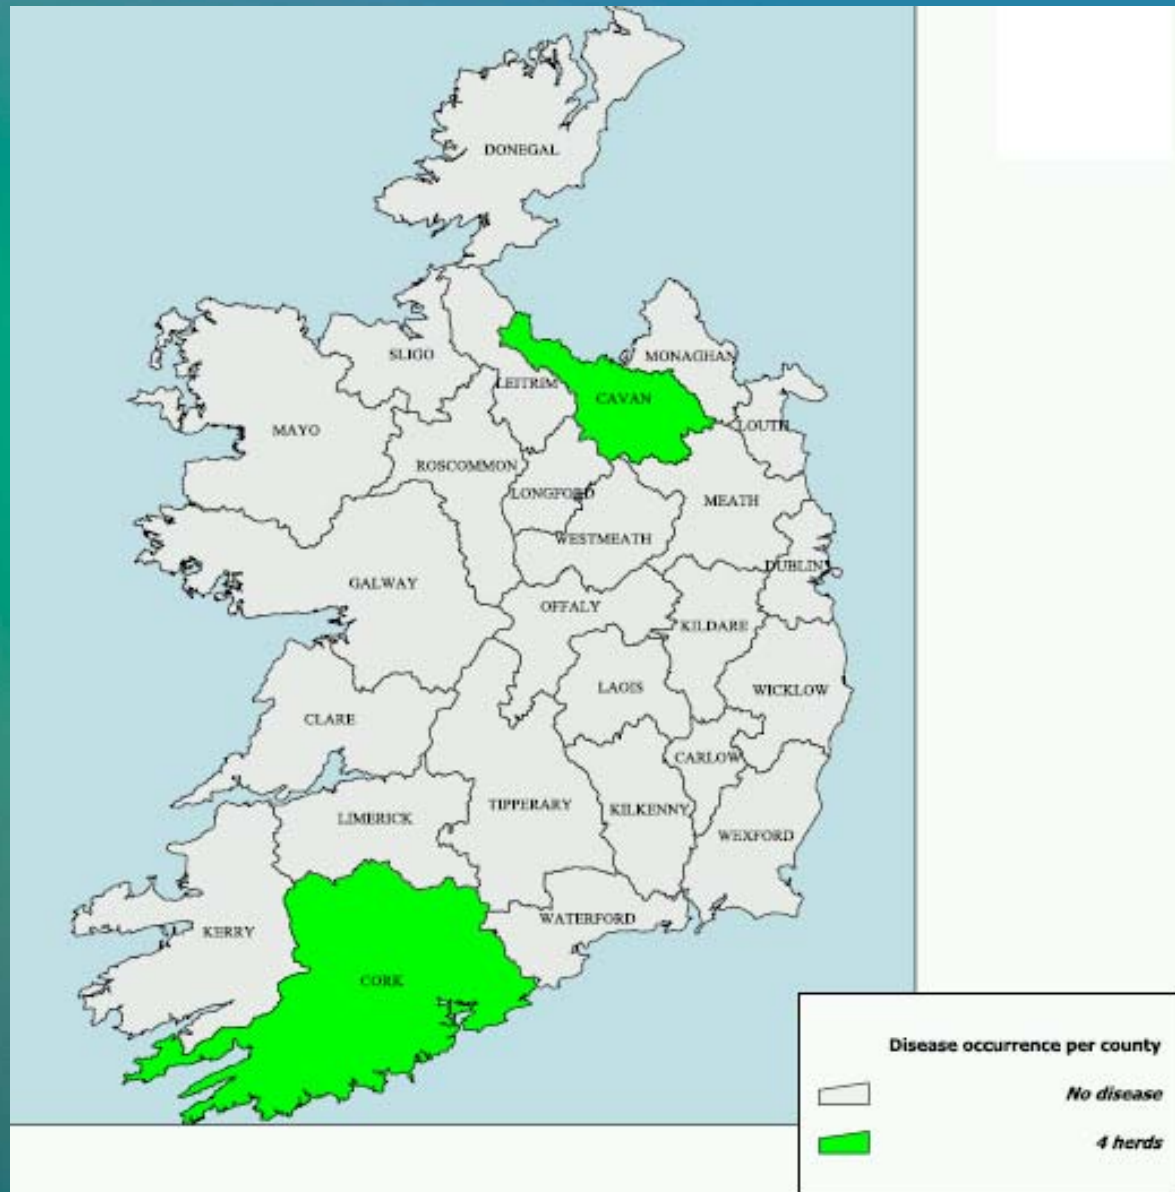 DONEGAL
MONAGHAN
SLIGO
LEITRIM
CAVAN
LOUTH
MAYO
ROSCOMMON
LONGFORD
MEATH
WESTMEATH
DUBLIN
GALWAY
OFFALY
KILDARE
LAOIS
WICKLOW
CLARE
CARLOW
TIPPERARY
KILKENNY
LIMERICK
WEXFORD
WATERFORD
KERRY
CORK
Disease occurrence per county
No disease
4 herds